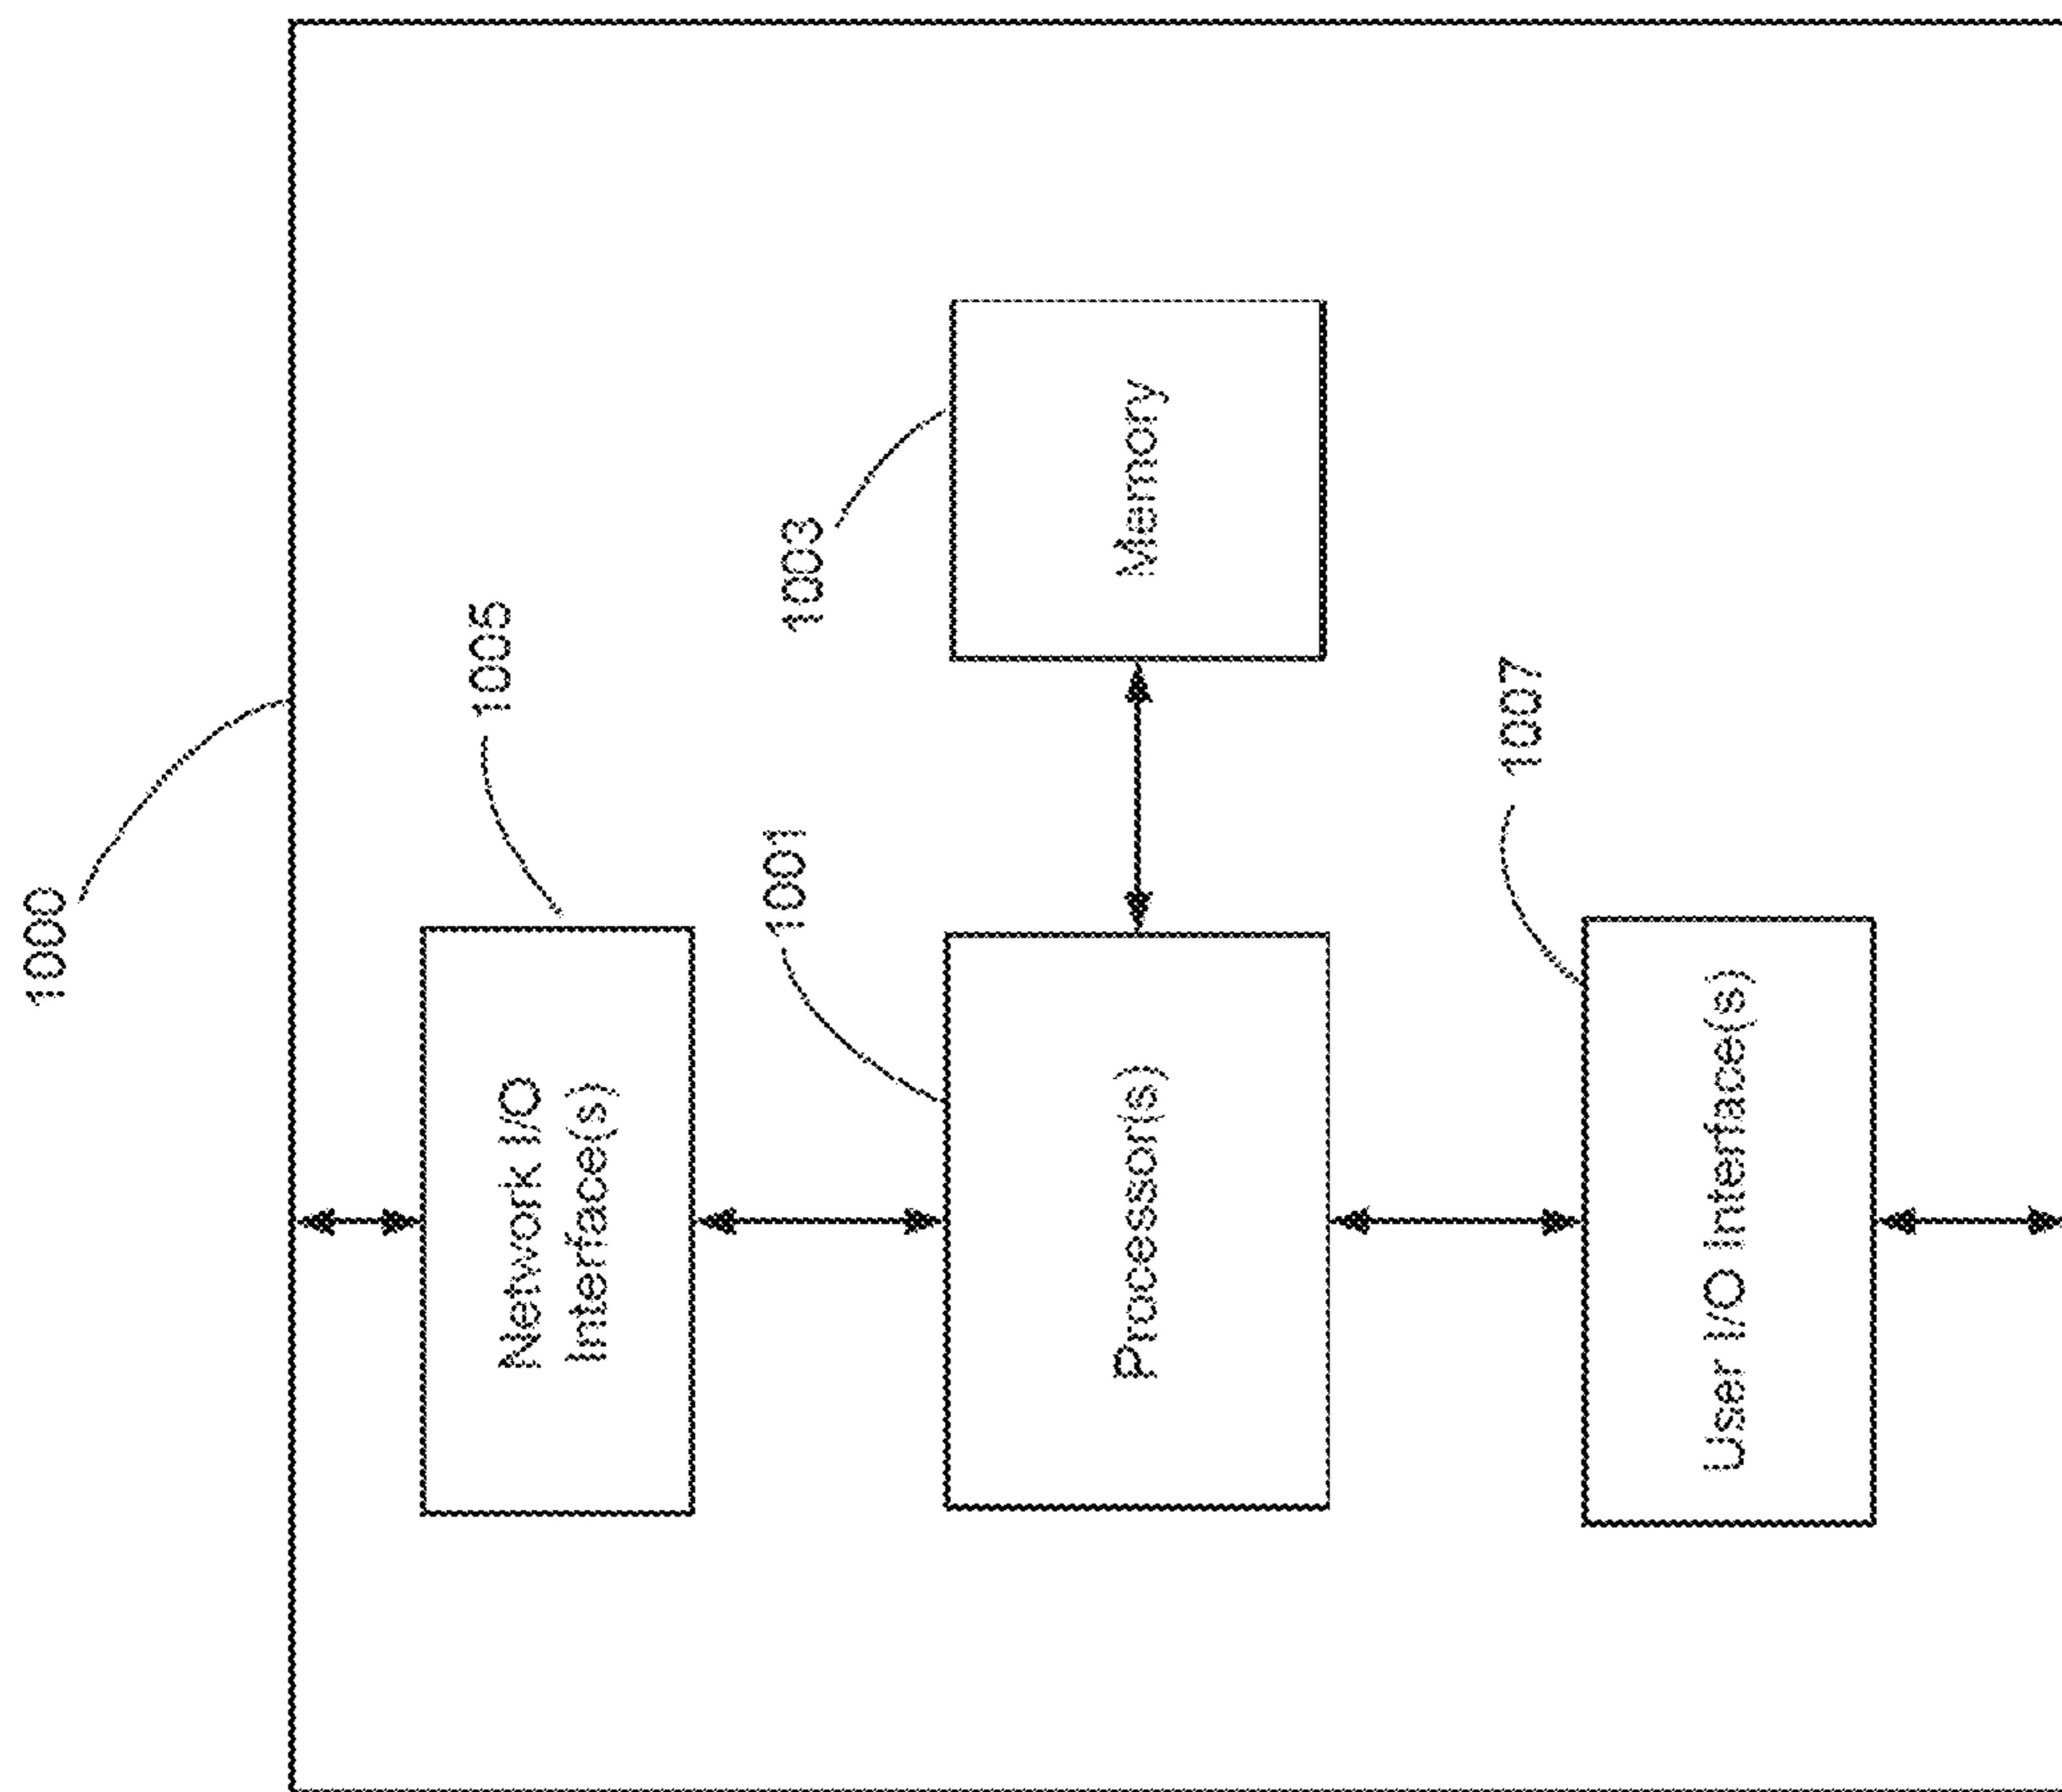 1000
1005
Network I/O
Interface(s)
1001
1003
Processor(s)
Memory
1007
User I/O Interface(s)